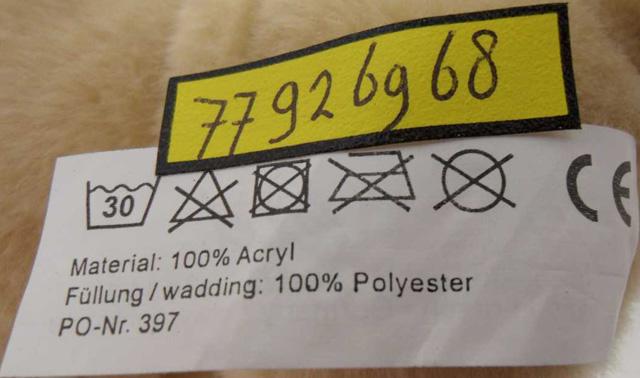 77926968
30
CE
Material: 100% Acryl
Füllung / wadding: 100% Polyester
PO-Nr. 397